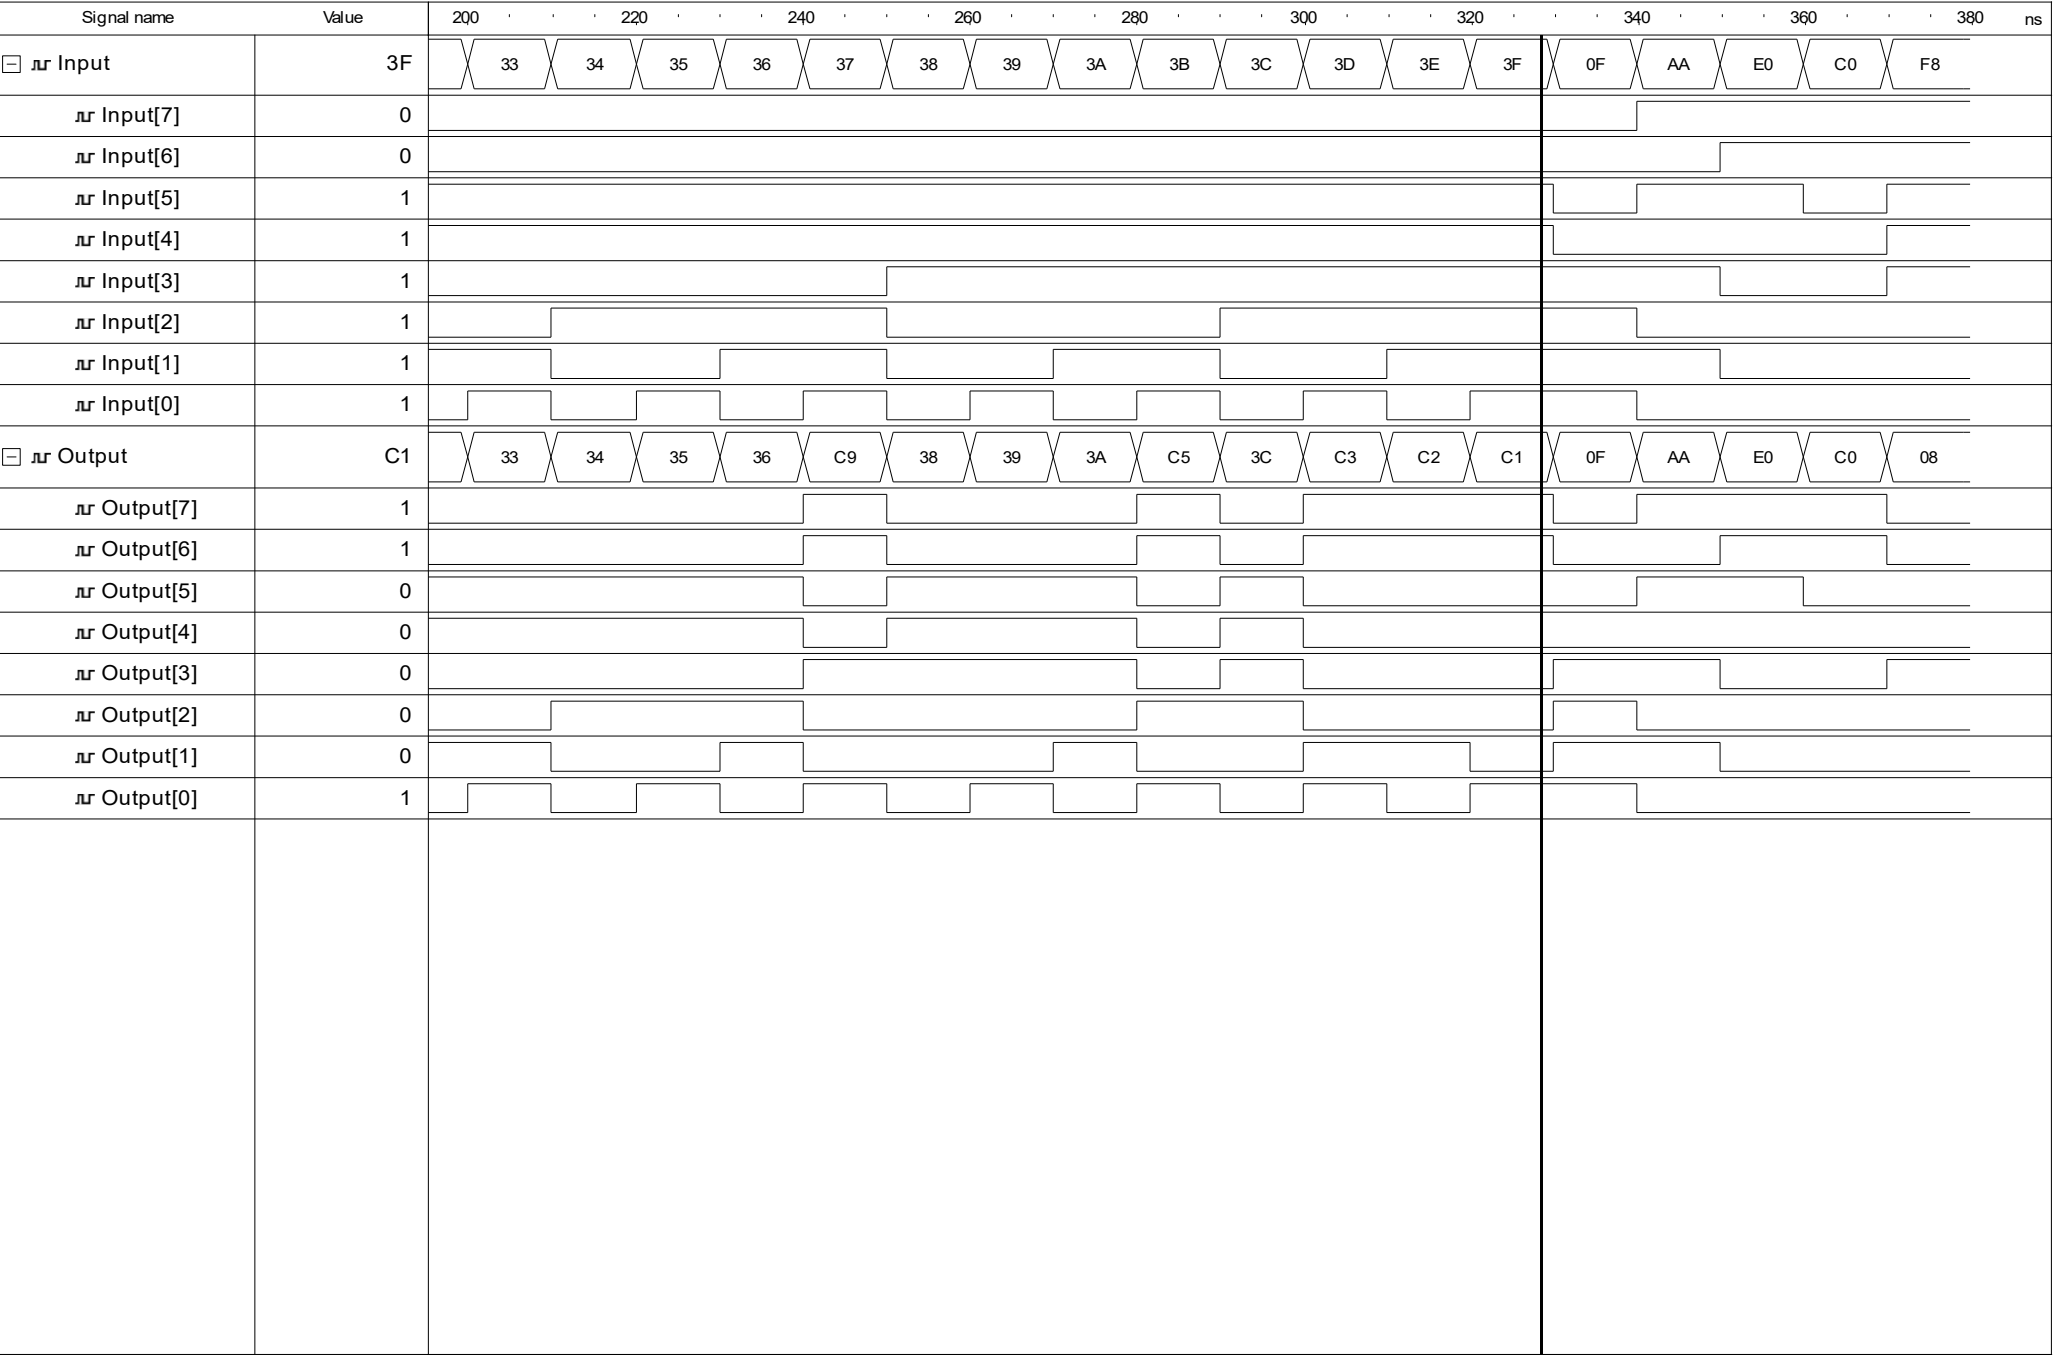 Signal name Value 200 220 240 260 280 300 320 340 360 380 ns
Input 3F 33 34 35 36 37 38 39 3A 3B 3C 3D 3E 3F 0F AA E0 C0 F8
Input[7] 0
Input[6] 0
Input[5] 1
Input[4] 1
Input[3] 1
Input[2] 1
Input[1] 1
Input[0] 1
Output C1 33 34 35 36 C9 38 39 3A C5 3C C3 C2 C1 0F AA E0 C0 08
Output[7] 1
Output[6] 1
Output[5] 0
Output[4] 0
Output[3] 0
Output[2] 0
Output[1] 0
Output[0] 1